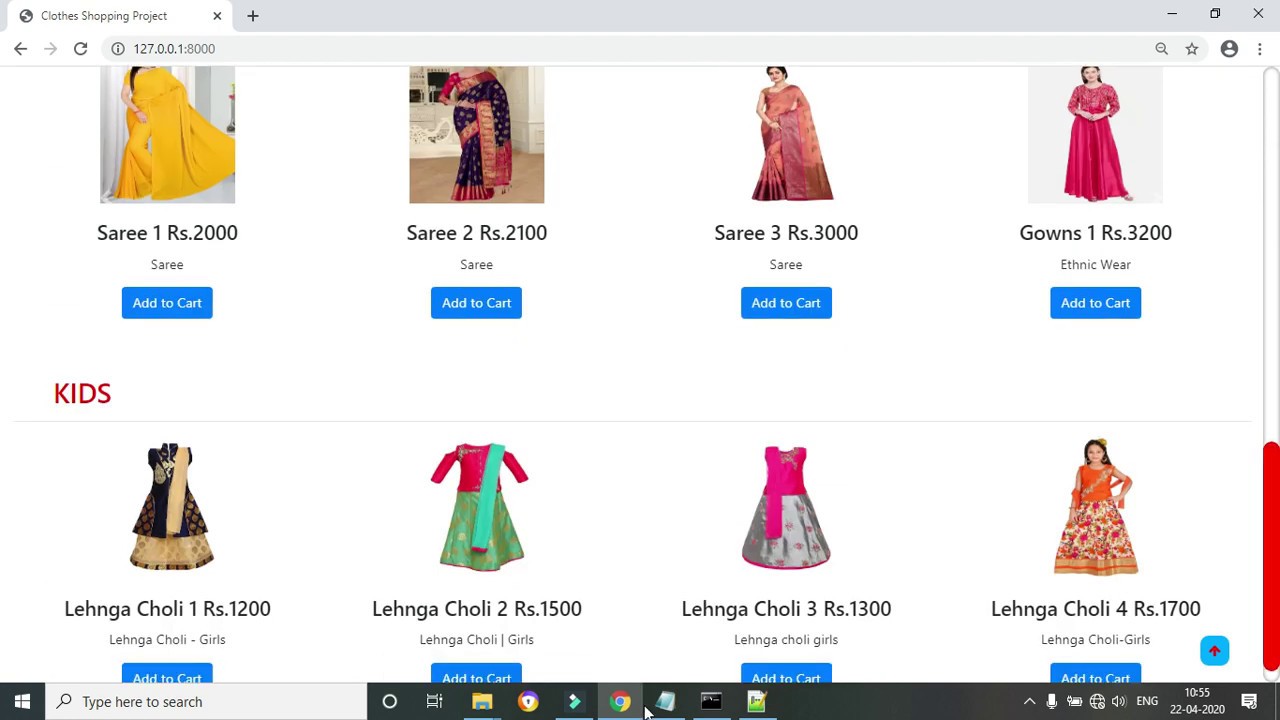 Clothes Shopping Project
127.0.0.1:8000
Saree 1 Rs.2000
Saree 2 Rs.2100
Saree 3 Rs.3000
Gowns 1 Rs.3200
Saree
Saree
Saree
Ethnic Wear
Add to Cart
Add to Cart
Add to Cart
Add to Cart
KIDS
Lehnga Choli 1 Rs.1200
Lehnga Choli 2 Rs.1500
Lehnga Choli 3 Rs.1300
Lehnga Choli 4 Rs.1700
Lehnga Choli - Girls
Lehnga Choli | Girls
Lehnga choli girls
Lehnga Choli-Girls
Add to Cart
Add to Cart
Add to Cart
Add to Cart
Type here to search
ENG
10:55
22-04-2020